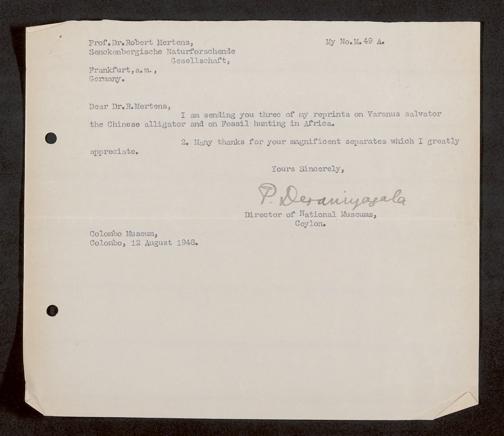 Prof.Dr.Robert Mertens, My No.M.49 A.
Senckenbergische Naturforschende
Gesellschaft,
Frankfurt,a.m.,
Germany.
Dear Dr.R.Mertens,
I am sending you three of my reprints on Varanus salvator
the Chinese alligator and on Fossil hunting in Africa.
2. Many thanks for your magnificent separates which I greatly
appreciate.
Yours Sincerely,
P. Deraniyagala
Director of National Museums,
Ceylon.
Colombo Museum,
Colombo, 12 August 1948.